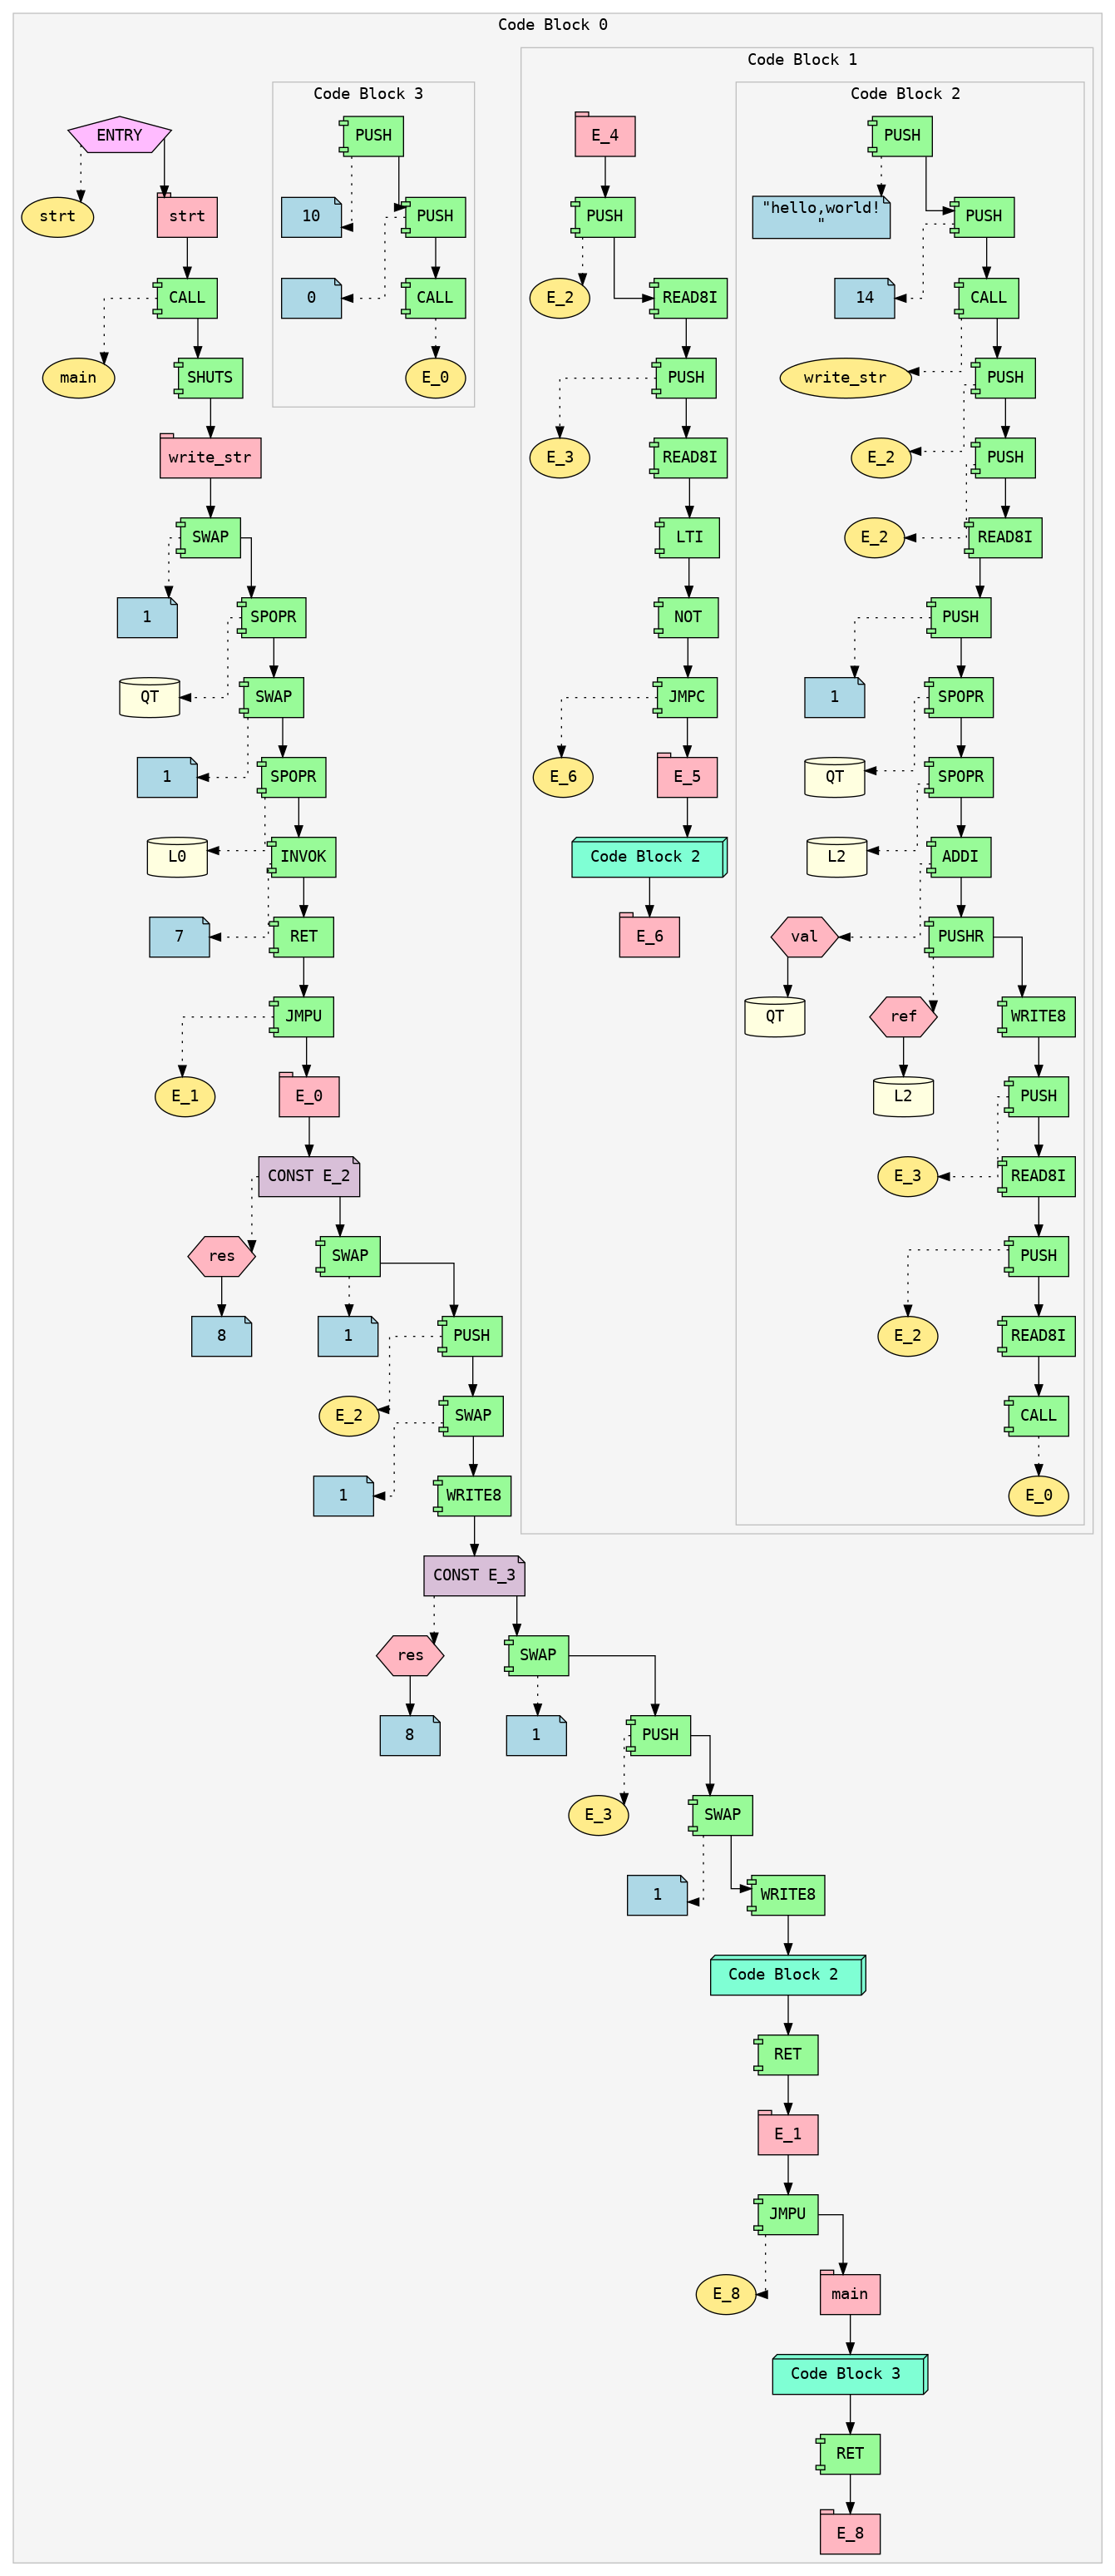 Code Block 0
ENTRY
strt
strt
CALL
main
SHUTS
write_str
SWAP
1
SPOPR
QT
SWAP
1
SPOPR
L0
INVOK
7
RET
JMPU
E_1
E_0
CONST E_2
res
8
SWAP
1
PUSH
E_2
SWAP
1
WRITE8
CONST E_3
res
8
SWAP
1
PUSH
E_3
SWAP
1
WRITE8
Code Block 2
RET
E_1
JMPU
E_8
main
Code Block 3
RET
E_8
Code Block 3
PUSH
10
PUSH
0
CALL
E_0
Code Block 1
E_4
PUSH
E_2
READ8I
PUSH
E_3
READ8I
LTI
NOT
JMPC
E_6
E_5
Code Block 2
E_6
Code Block 2
PUSH
"hello,world!
"
PUSH
14
CALL
write_str
PUSH
E_2
PUSH
E_2
READ8I
PUSH
1
SPOPR
QT
SPOPR
L2
ADDI
val
QT
PUSHR
ref
L2
WRITE8
PUSH
E_3
READ8I
PUSH
E_2
READ8I
CALL
E_0